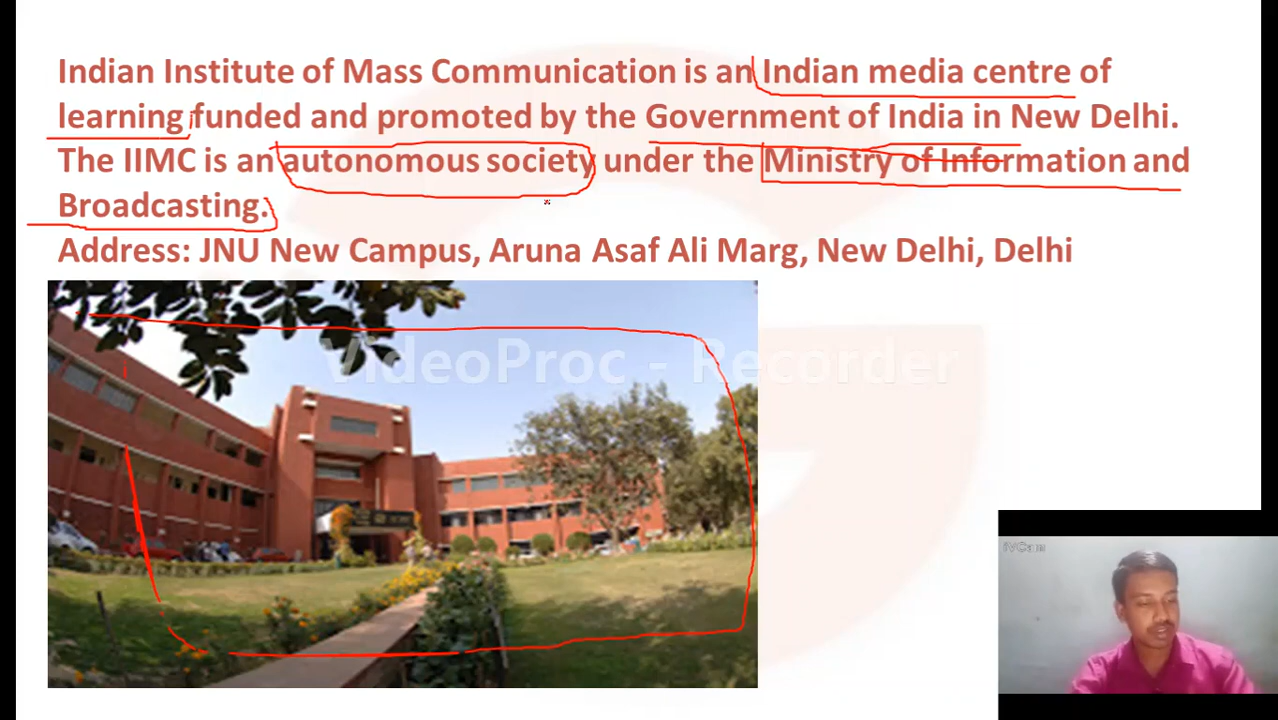 Indian Institute of Mass Communication is an Indian media centre of
learning funded and promoted by the Government of India in New Delhi.
The IIMC is an autonomous society under the Ministry of Information and
Broadcasting.
Address: JNU New Campus, Aruna Asaf Ali Marg, New Delhi, Delhi
VideoProc - Recorder
iVCam